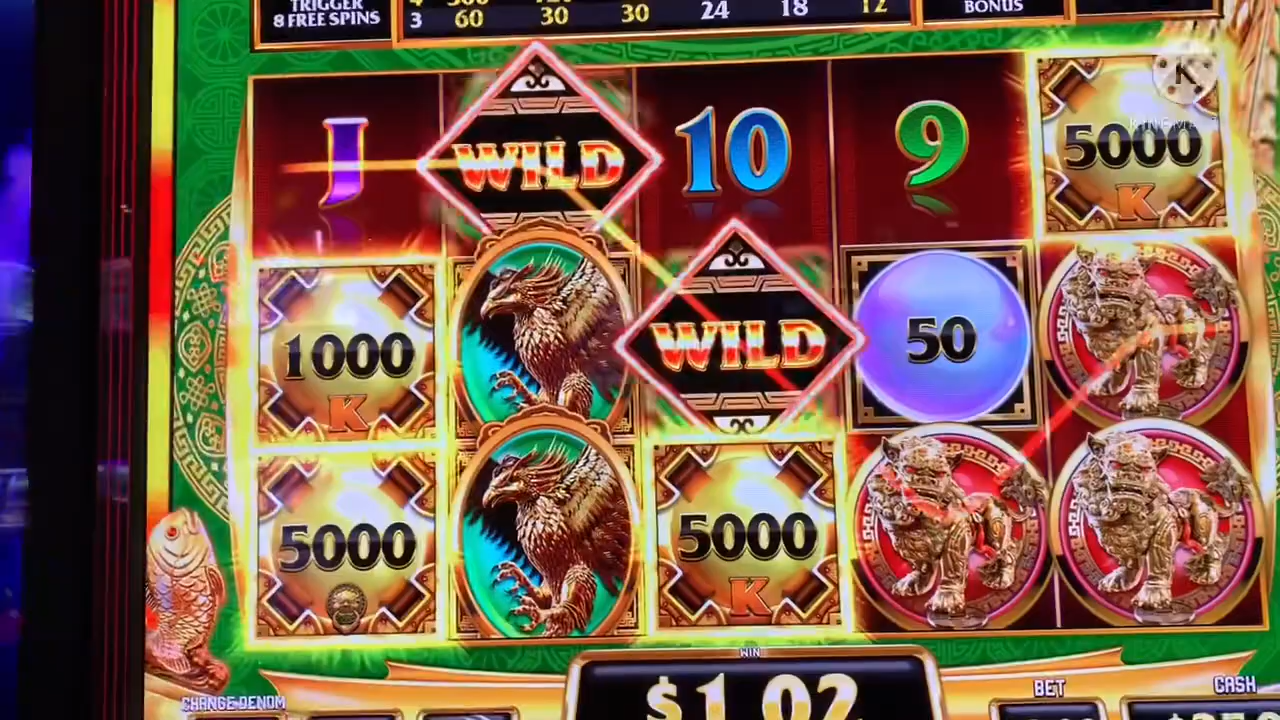 TRIGGER
8 FREE SPINS
3 60 30 30 24 18 12
BONUS
J WILD 10 9 5000
K
1000
K
WILD 50
5000 5000
K
WIN
$1.02
BET
CASH
CHANGE DENOM